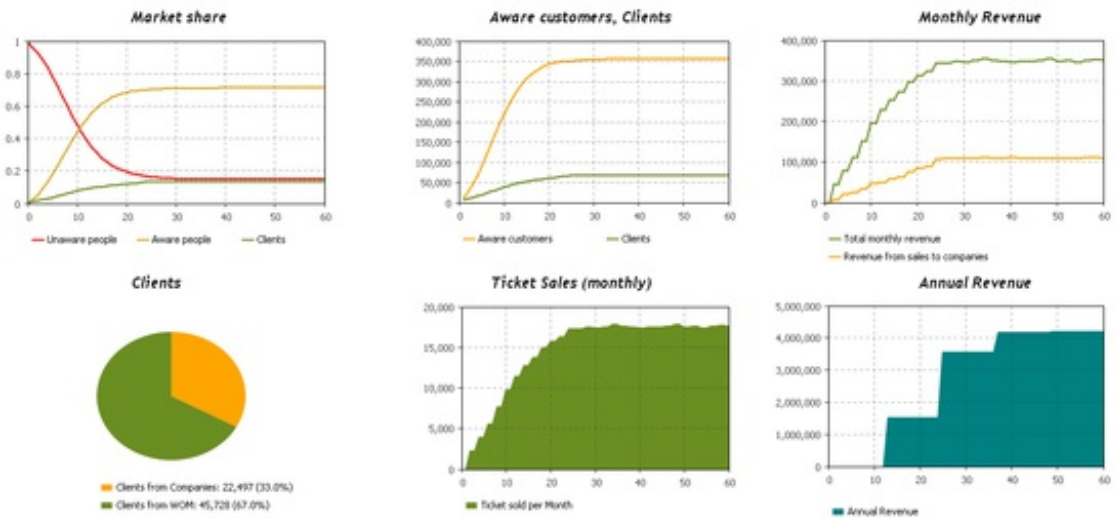 Market share
1
0.8
0.6
0.4
0.2
0
0 10 20 30 40 50 60
Unaware people Aware people Clients
Aware customers, Clients
400,000
350,000
300,000
250,000
200,000
150,000
100,000
50,000
0
0 10 20 30 40 50 60
Aware customers Clients
Monthly Revenue
400,000
300,000
200,000
100,000
0
0 10 20 30 40 50 60
Total monthly revenue
Revenue from sales to companies
Clients
Clients from Companies: 22,497 (33.0%)
Clients from WOM: 45,728 (67.0%)
Ticket Sales (monthly)
20,000
15,000
10,000
5,000
0
0 10 20 30 40 50 60
Ticket sold per Month
Annual Revenue
5,000,000
4,000,000
3,000,000
2,000,000
1,000,000
0
0 10 20 30 40 50 60
Annual Revenue